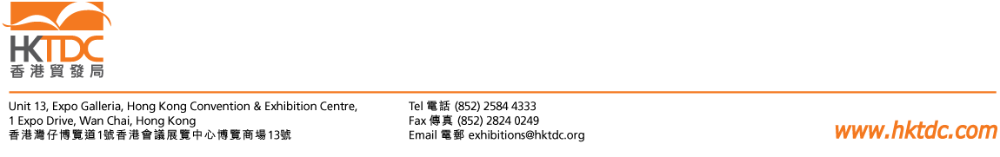 HKTDC
香港貿發局
Unit 13, Expo Galleria, Hong Kong Convention & Exhibition Centre,
1 Expo Drive, Wan Chai, Hong Kong
香港灣仔博覽道1號香港會議展覽中心博覽商場13號
Tel 電話 (852) 2584 4333
Fax 傳真 (852) 2824 0249
Email 電郵 exhibitions@hktdc.org
www.hktdc.com